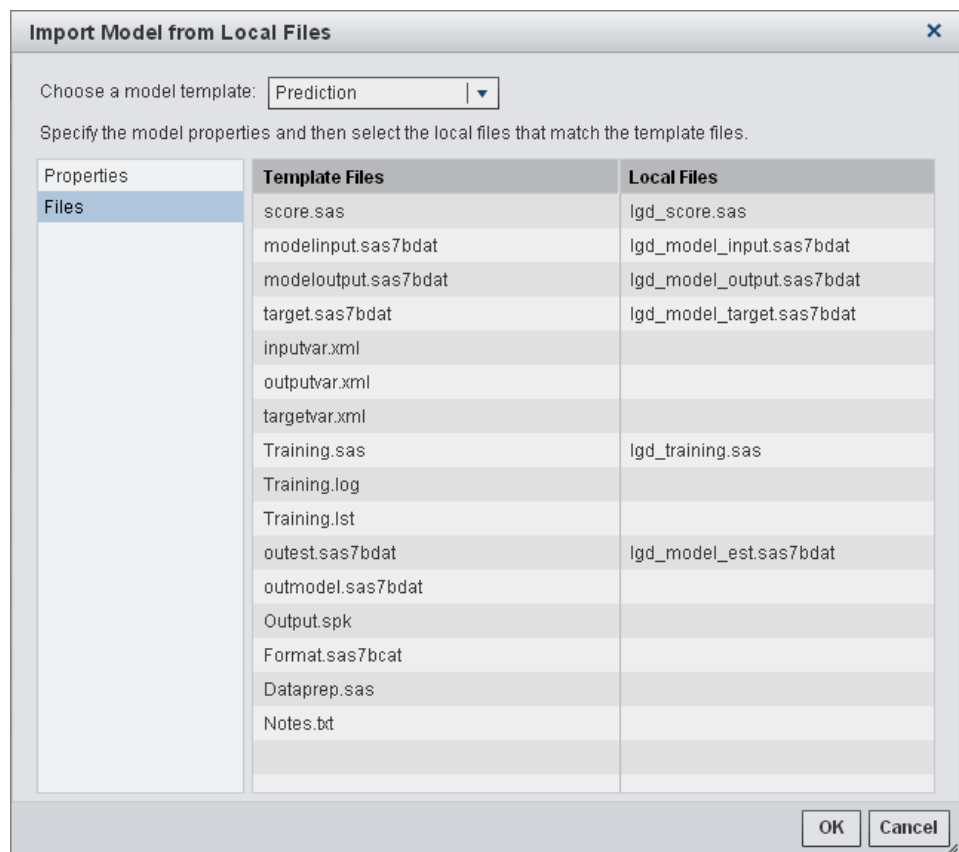 Import Model from Local Files
Choose a model template: Prediction
Specify the model properties and then select the local files that match the template files.
Properties
Files
Template Files Local Files
score.sas lgd_score.sas
modelinput.sas7bdat lgd_model_input.sas7bdat
modeloutput.sas7bdat lgd_model_output.sas7bdat
target.sas7bdat lgd_model_target.sas7bdat
inputvar.xml
outputvar.xml
targetvar.xml
Training.sas lgd_training.sas
Training.log
Training.lst
outest.sas7bdat lgd_model_est.sas7bdat
outmodel.sas7bdat
Output.spk
Format.sas7bcat
Dataprep.sas
Notes.txt
OK Cancel